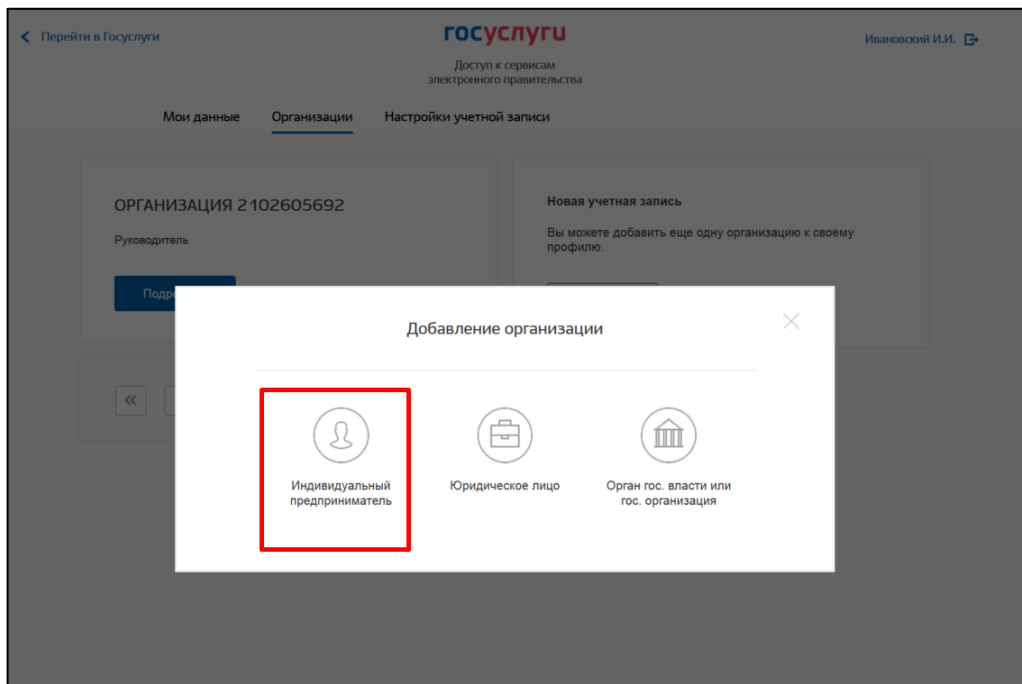 Перейти в Госуслуги
госуслуги
Ивановский И.И.
Доступ к сервисам
электронного правительства
Мои данные Организации Настройки учетной записи
ОРГАНИЗАЦИЯ 2102605692
Руководитель
Новая учетная запись
Вы можете добавить еще одну организацию к своему
профилю.
Добавление организации
Индивидуальный
предприниматель
Юридическое лицо
Орган гос. власти или
гос. организация